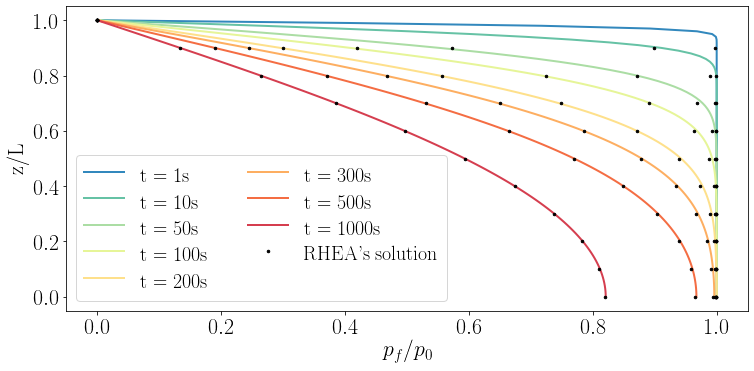 1.0
0.8
0.6
0.4
0.2
0.0
z/L
t = 1s
t = 10s
t = 50s
t = 100s
t = 200s
t = 300s
t = 500s
t = 1000s
RHEA's solution
0.0 0.2 0.4 0.6 0.8 1.0
p_f/p_0